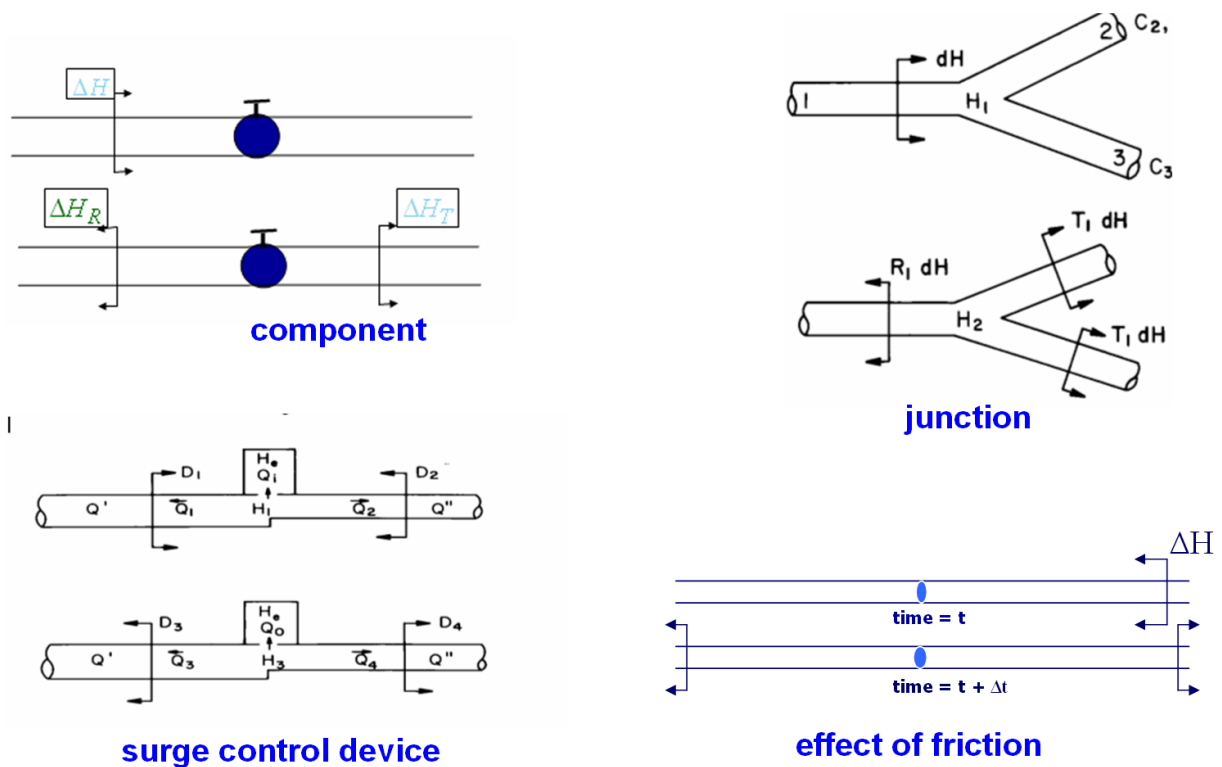 ΔH
ΔH_R ΔH_T
component
1 dH H₁ 2 C₂,
3 C₃
R₁ dH H₂ T₁ dH
T₁ dH
junction
D₁ Hₑ Qᵢ D₂
Q' Q₁ H₁ Q₂ Q"
D₃ Hₑ Q₀ D₄
Q' Q₃ H₃ Q₄ Q"
surge control device
ΔH
time = t
time = t + Δt
effect of friction